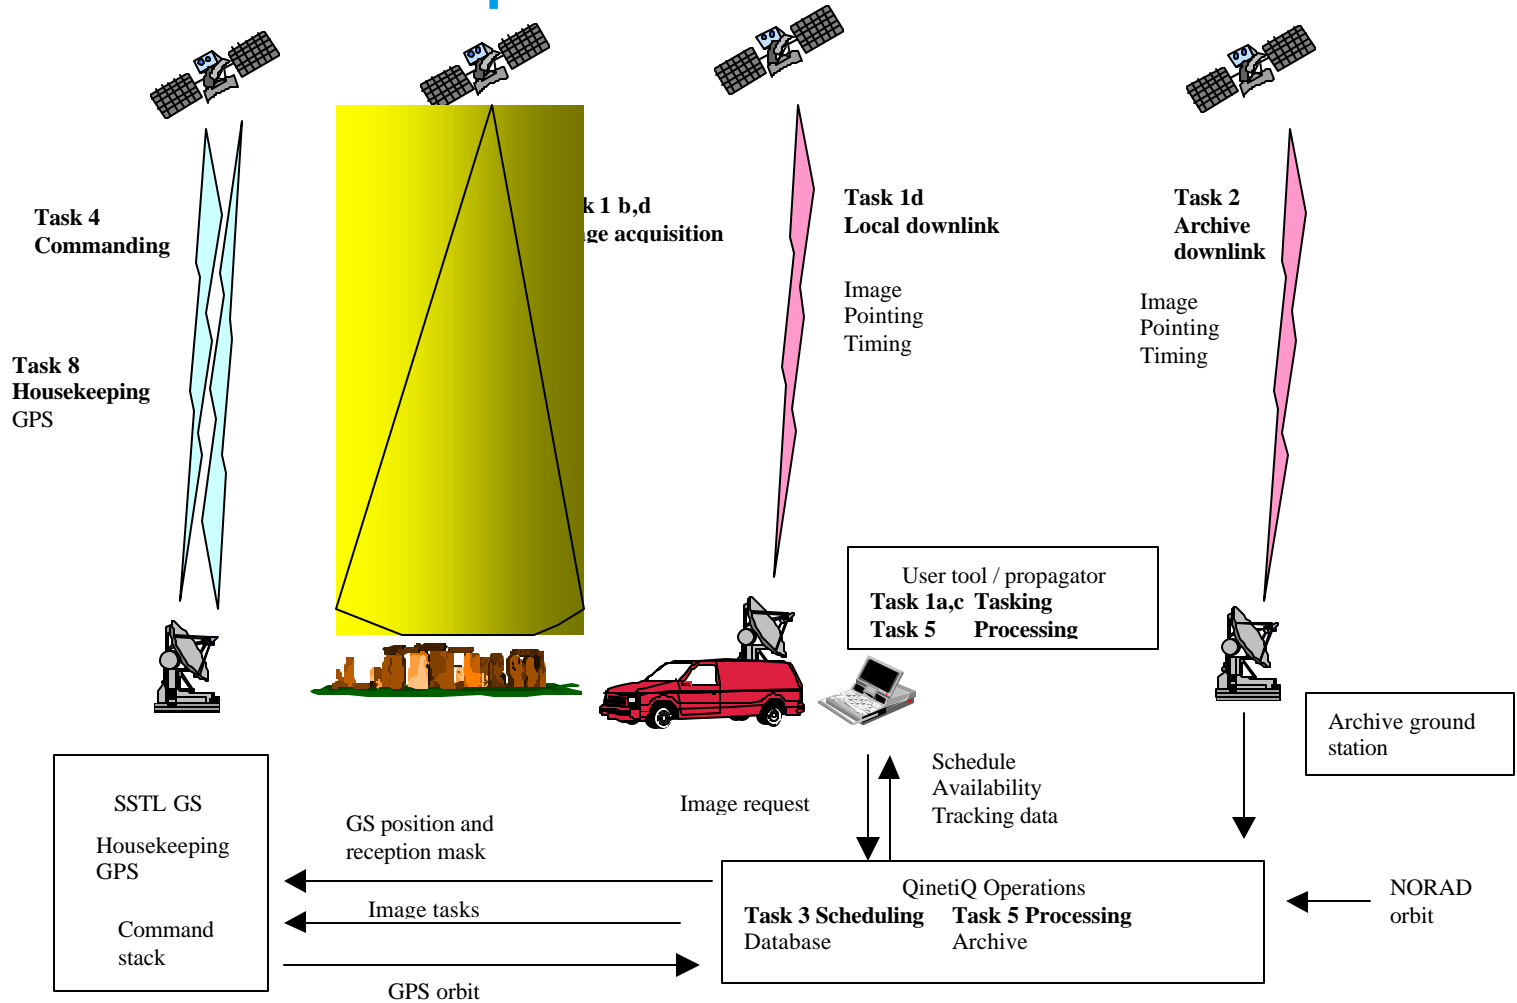 Task 4
Commanding
Task 8
Housekeeping
GPS
k 1 b,d
ge acquisition
Task 1d
Local downlink
Image
Pointing
Timing
Task 2
Archive
downlink
Image
Pointing
Timing
User tool / propagator
Task 1a,c Tasking
Task 5 Processing
Archive ground
station
SSTL GS
Housekeeping
GPS
Command
stack
GS position and
reception mask
Image tasks
GPS orbit
Image request
Schedule
Availability
Tracking data
QinetiQ Operations
Task 3 Scheduling Task 5 Processing
Database Archive
NORAD
orbit